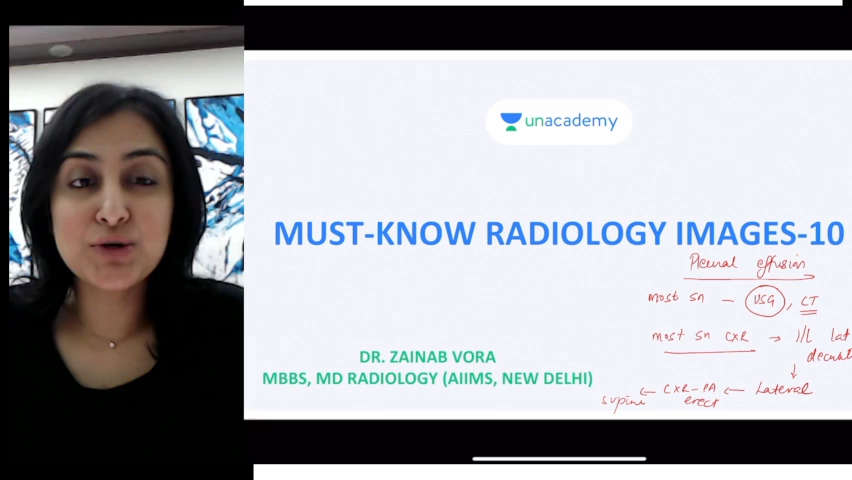 unacademy
MUST-KNOW RADIOLOGY IMAGES-10
Pleural effusion
most sn – USG, CT
most sn CXR → I/L lat
decubit
↓
supine ← CXR-PA ← Lateral
erect
DR. ZAINAB VORA
MBBS, MD RADIOLOGY (AIIMS, NEW DELHI)